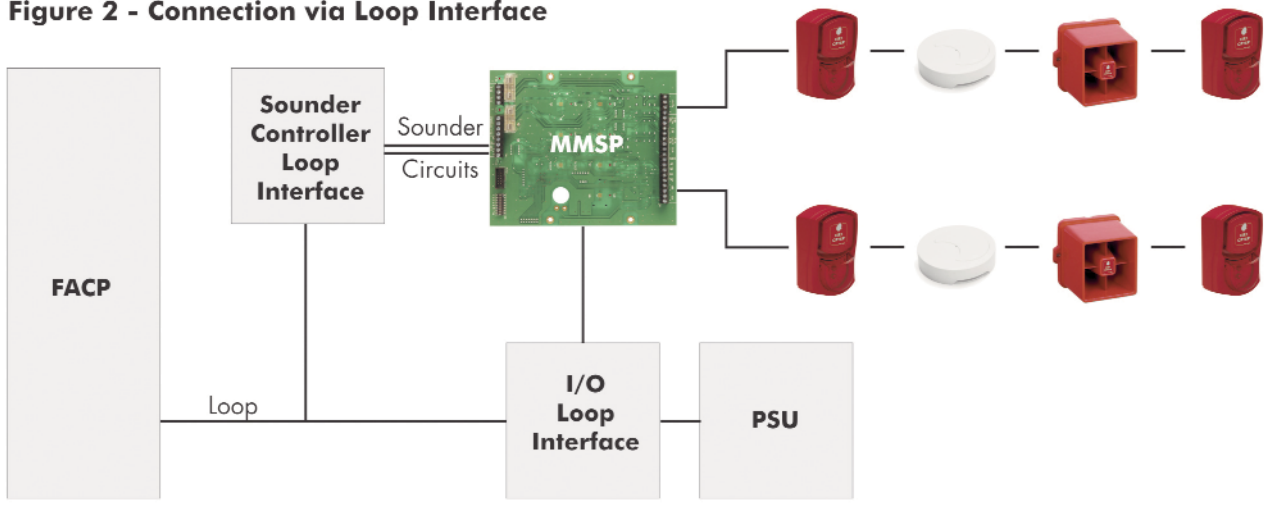 Figure 2 - Connection via Loop Interface
Sounder
Controller
Loop
Interface
Sounder
Circuits
MMSP
FACP
Loop
I/O
Loop
Interface
PSU